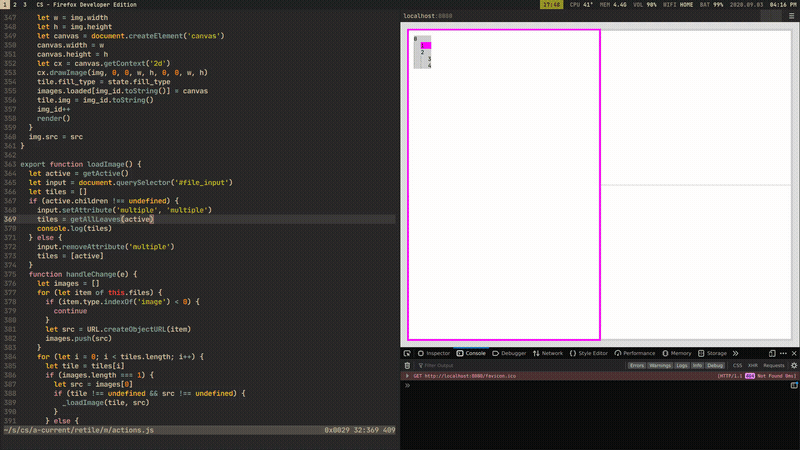 1 2 3 CS - Firefox Developer Edition
17:48 CPU 41° MEM 4.4G VOL 90% WIFI HOME BAT 99% 2020.09.03 04:16 PM
347 let w = img.width
348 let h = img.height
349 let canvas = document.createElement('canvas')
350 canvas.width = w
351 canvas.height = h
352 let cx = canvas.getContext('2d')
353 cx.drawImage(img, 0, 0, w, h, 0, 0, w, h)
354 tile.fill_type = state.fill_type
355 images.loaded[img_id.toString()] = canvas
356 tile.img = img_id.toString()
357 img_id++
358 render()
359 }
360 img.src = src
361 }
362
363 export function loadImage() {
364 let active = getActive()
365 let input = document.querySelector('#file_input')
366 let tiles = []
367 if (active.children !== undefined) {
368 input.setAttribute('multiple', 'multiple')
369 tiles = getAllLeaves(active)
370 console.log(tiles)
371 } else {
372 input.removeAttribute('multiple')
373 tiles = [active]
374 }
375 function handleChange(e) {
376 let images = []
377 for (let item of this.files) {
378 if (item.type.indexOf('image') < 0) {
379 continue
380 }
381 let src = URL.createObjectURL(item)
382 images.push(src)
383 }
384 for (let i = 0; i < tiles.length; i++) {
385 let tile = tiles[i]
386 if (images.length === 1) {
387 let src = images[0]
388 if (tile !== undefined && src !== undefined) {
389 _loadImage(tile, src)
390 }
391 } else {
~/s/cs/a-current/retile/m/actions.js 0x0029 32:369 409
localhost:8080
0
1
2
3
4
Inspector Console Debugger Network Style Editor Performance Memory Storage
Filter Output Errors Warnings Logs Info Debug CSS XHR Requests
GET http://localhost:8080/favicon.ico [HTTP/1.1 404 Not Found 0ms]